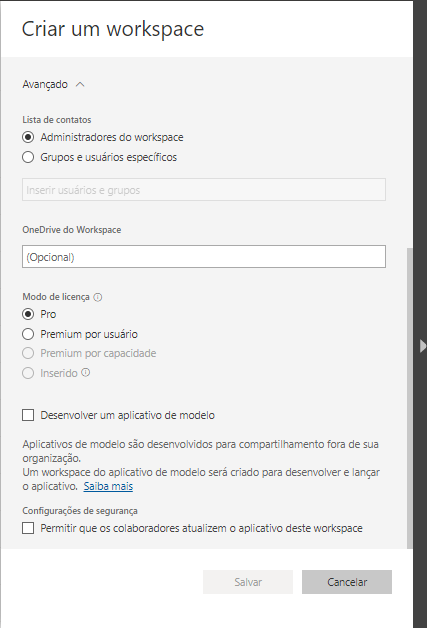 Criar um workspace
Avançado
Lista de contatos
Administradores do workspace
Grupos e usuários específicos
Inserir usuários e grupos
OneDrive do Workspace
(Opcional)
Modo de licença
Pro
Premium por usuário
Premium por capacidade
Inserido
Desenvolver um aplicativo de modelo
Aplicativos de modelo são desenvolvidos para compartilhamento fora de sua
organização.
Um workspace do aplicativo de modelo será criado para desenvolver e lançar
o aplicativo. Saiba mais
Configurações de segurança
Permitir que os colaboradores atualizem o aplicativo deste workspace
Salvar Cancelar